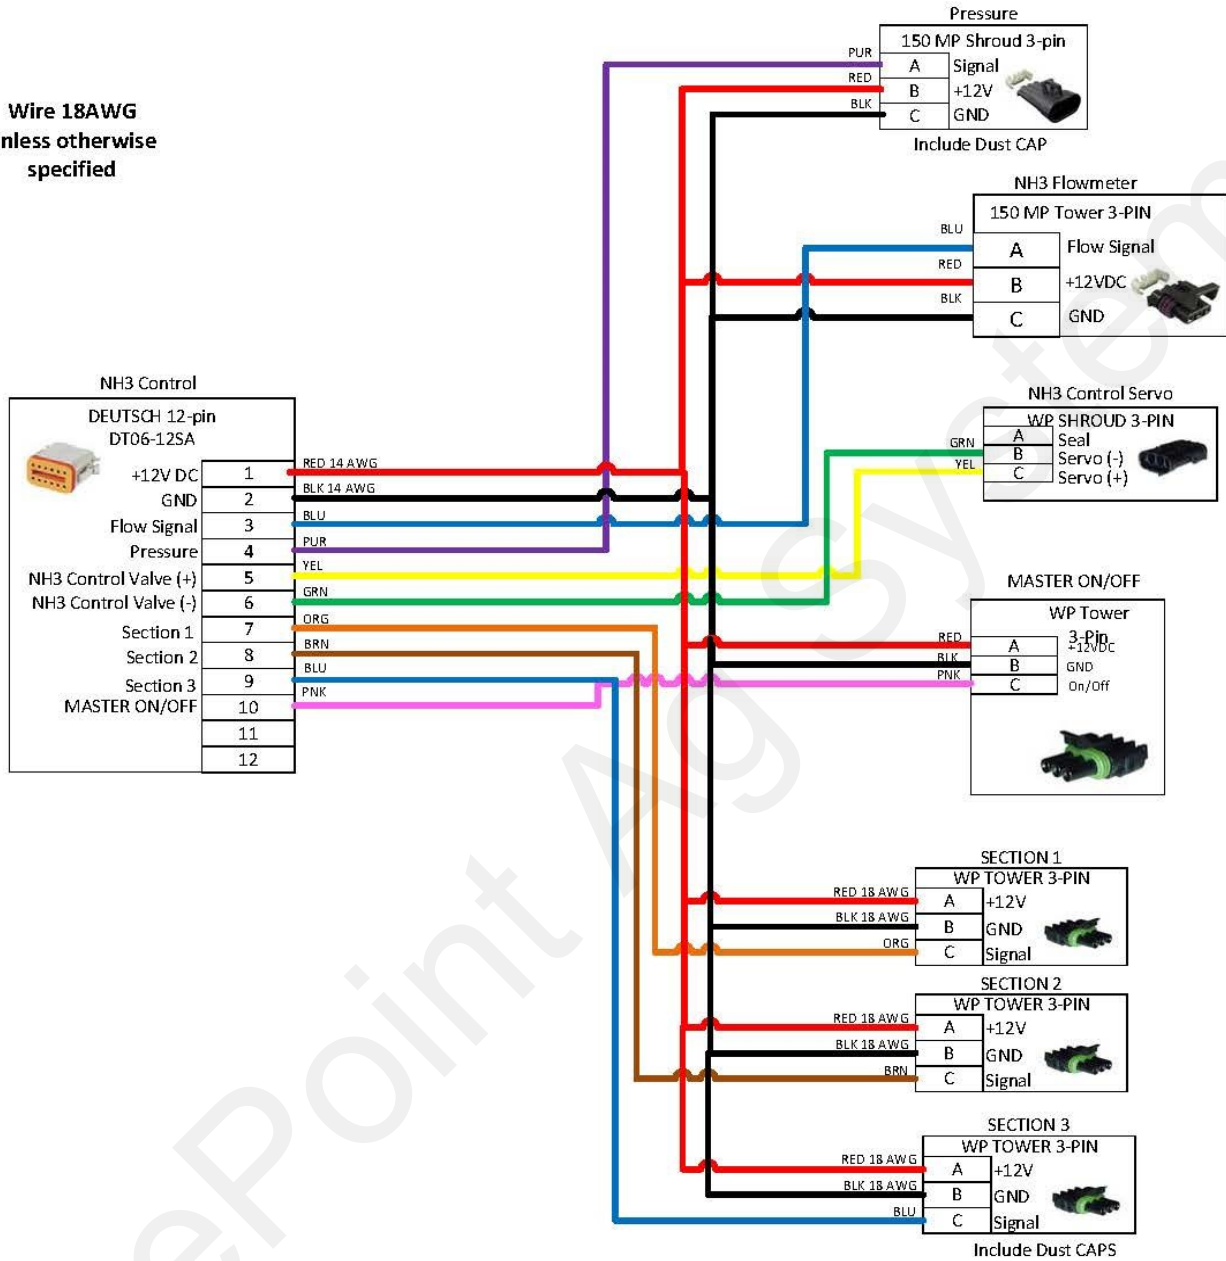 Wire 18AWG
nless otherwise
specified
Pressure
150 MP Shroud 3-pin
PUR
A Signal
RED
B +12V
BLK
C GND
Include Dust CAP
NH3 Flowmeter
150 MP Tower 3-PIN
BLU
A Flow Signal
RED
B +12VDC
BLK
C GND
NH3 Control Servo
WP SHROUD 3-PIN
A Seal
GRN
B Servo (-)
YEL
C Servo (+)
NH3 Control
DEUTSCH 12-pin
DT06-12SA
+12V DC 1 RED 14 AWG
GND 2 BLK 14 AWG
Flow Signal 3 BLU
Pressure 4 PUR
NH3 Control Valve (+) 5 YEL
NH3 Control Valve (-) 6 GRN
Section 1 7 ORG
Section 2 8 BRN
Section 3 9 BLU
MASTER ON/OFF 10 PNK
11
12
MASTER ON/OFF
WP Tower
3-Pin
RED A +12VDC
BLK B GND
PNK C On/Off
SECTION 1
WP TOWER 3-PIN
RED 18 AWG A +12V
BLK 18 AWG B GND
ORG C Signal
SECTION 2
WP TOWER 3-PIN
RED 18 AWG A +12V
BLK 18 AWG B GND
BRN C Signal
SECTION 3
WP TOWER 3-PIN
RED 18 AWG A +12V
BLK 18 AWG B GND
BLU C Signal
Include Dust CAPS
ePoint Ag System